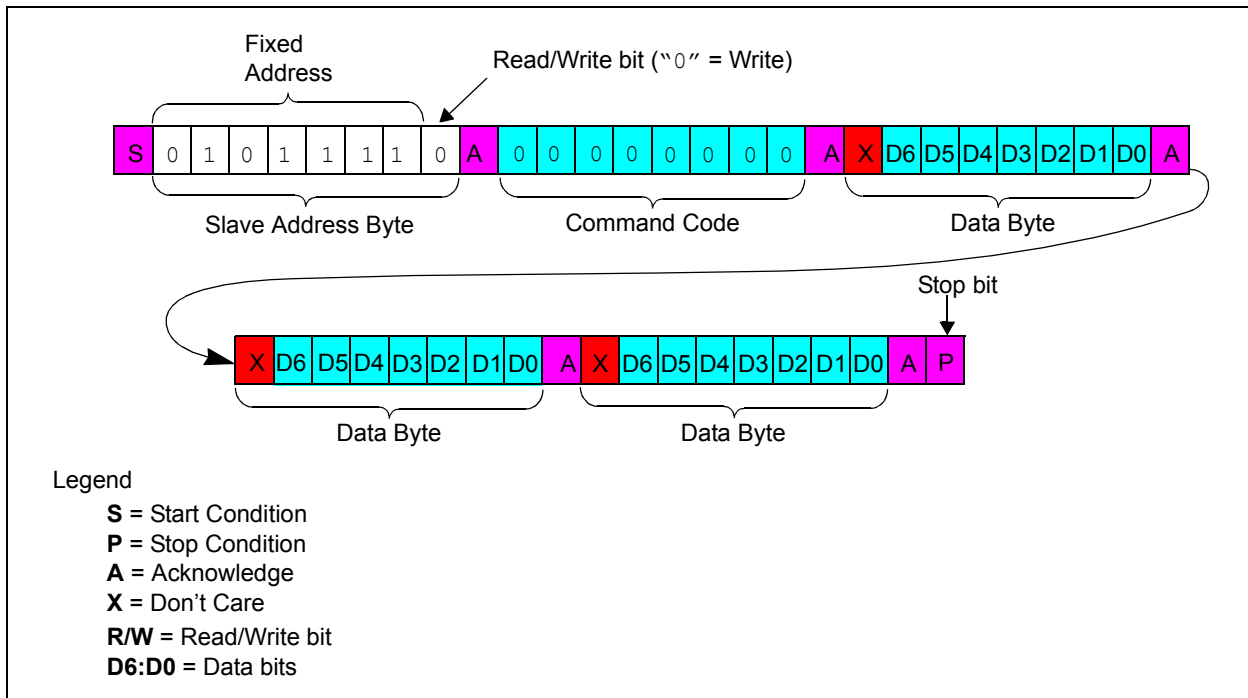 Fixed
Address
Read/Write bit (“0” = Write)
S 0 1 0 1 1 1 1 0 A 0 0 0 0 0 0 0 0 A X D6 D5 D4 D3 D2 D1 D0 A
Slave Address Byte
Command Code
Data Byte
Stop bit
X D6 D5 D4 D3 D2 D1 D0 A X D6 D5 D4 D3 D2 D1 D0 A P
Data Byte
Data Byte
Legend
S = Start Condition
P = Stop Condition
A = Acknowledge
X = Don’t Care
R/W = Read/Write bit
D6:D0 = Data bits